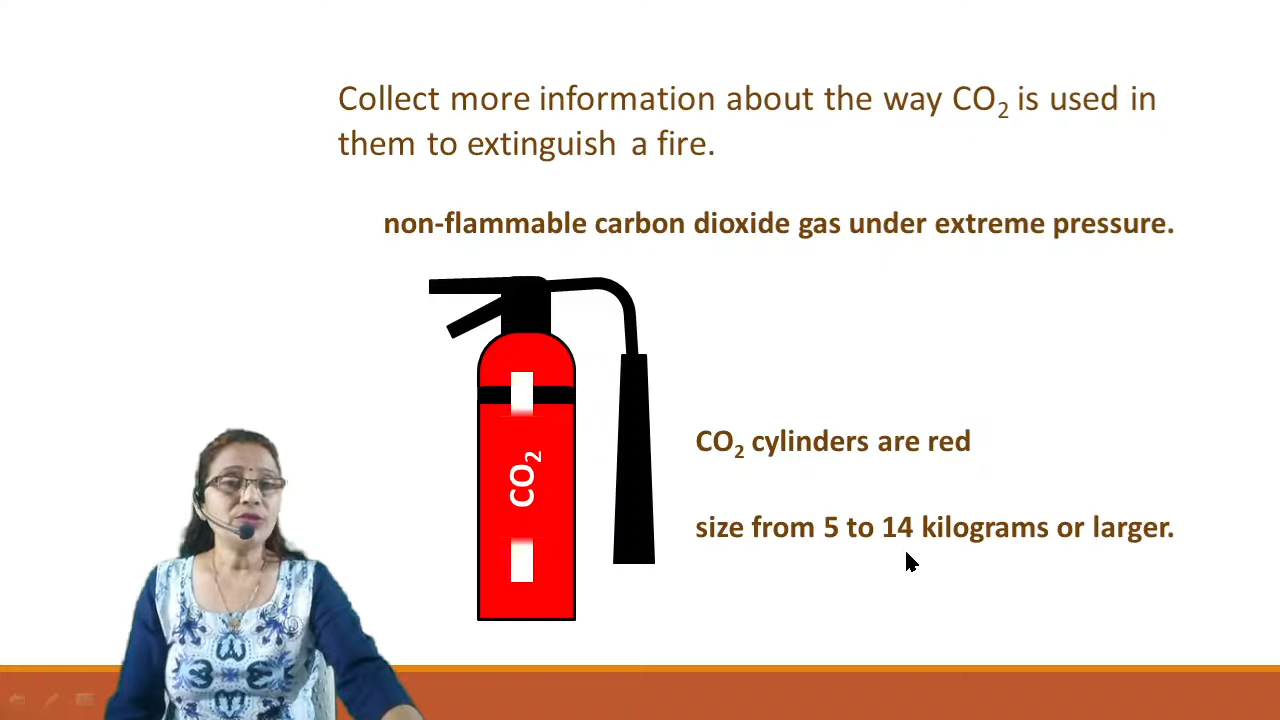 Collect more information about the way CO₂ is used in
them to extinguish a fire.
non-flammable carbon dioxide gas under extreme pressure.
CO₂ cylinders are red
CO₂
size from 5 to 14 kilograms or larger.